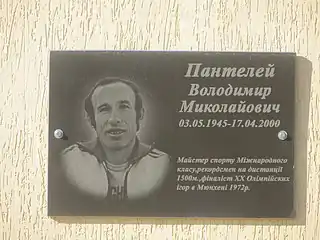 Пантелей
Володимир
Миколайович
03.05.1945-17.04.2000
Майстер спорту Міжнародного
класу,рекордсмен на дистанції
1500м.,фіналіст XX Олімпійських
ігор в Мюнхені 1972р.